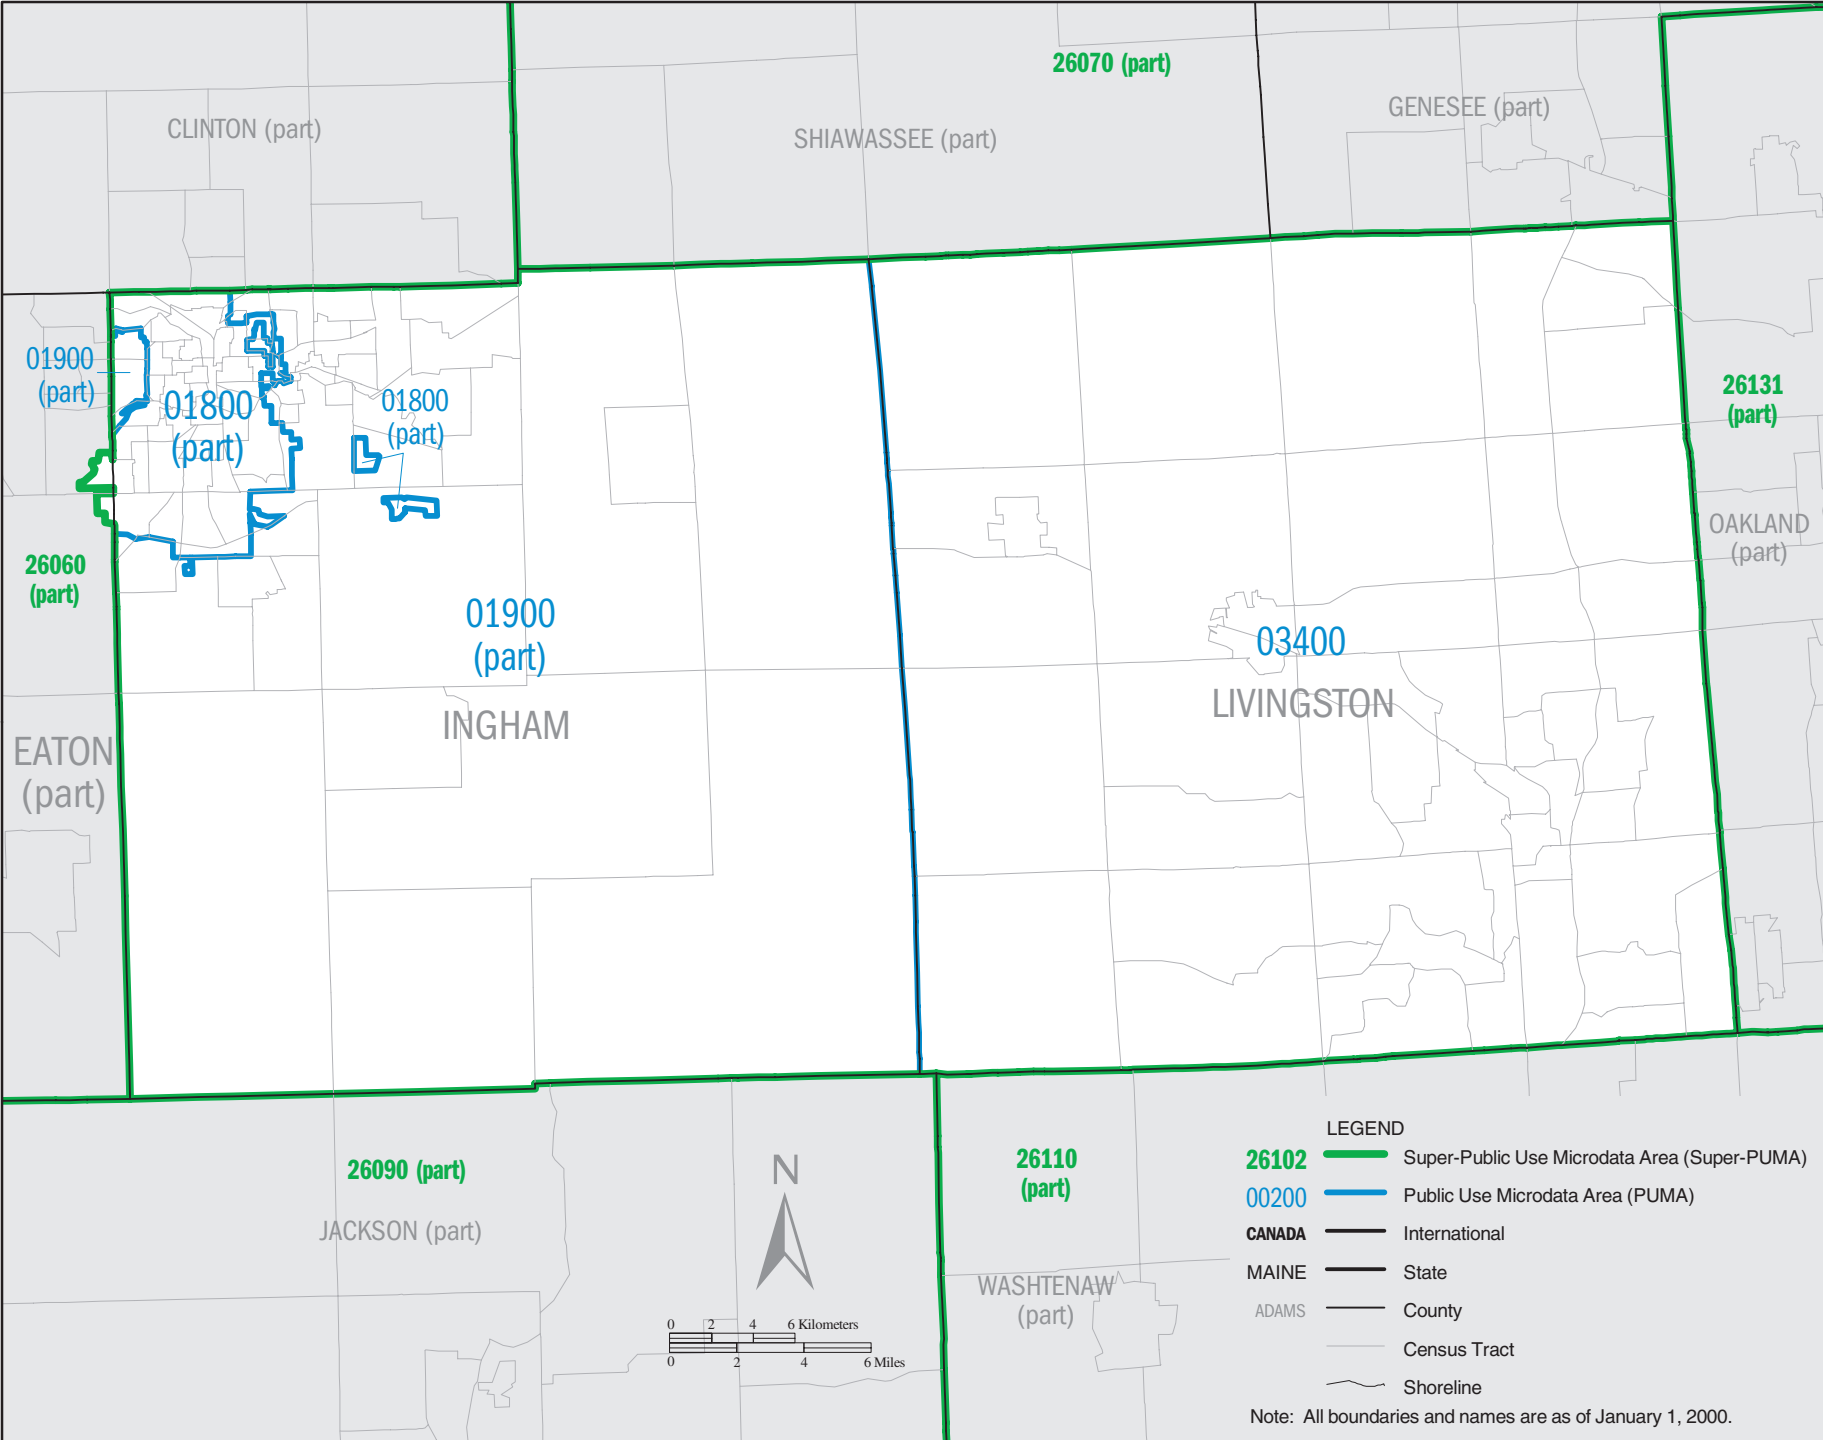 26070 (part)
CLINTON (part)
SHIAWASSEE (part)
GENESEE (part)
01900
(part)
01800
(part)
01800
(part)
26131
(part)
OAKLAND
(part)
26060
(part)
01900
(part)
03400
INGHAM
LIVINGSTON
EATON
(part)
26090 (part)
JACKSON (part)
N
26110
(part)
WASHTENAW
(part)
0 2 4 6 Kilometers
0 2 4 6 Miles
LEGEND
26102 Super-Public Use Microdata Area (Super-PUMA)
00200 Public Use Microdata Area (PUMA)
CANADA International
MAINE State
ADAMS County
Census Tract
Shoreline
Note: All boundaries and names are as of January 1, 2000.